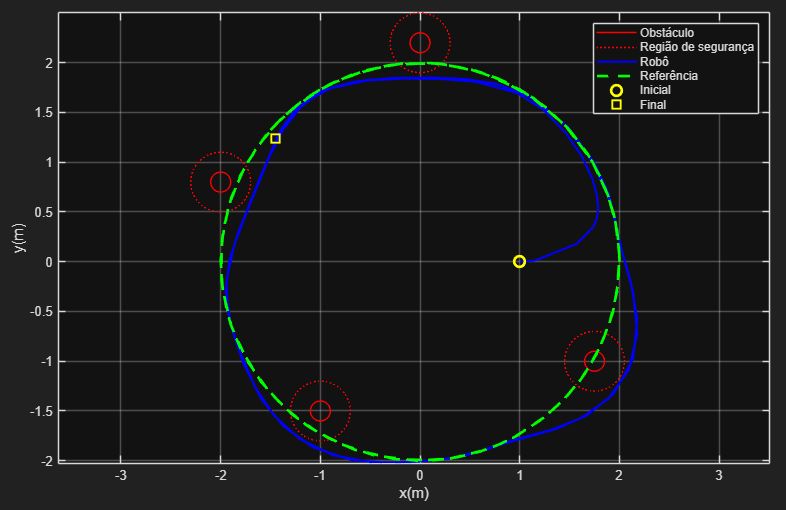 Obstáculo
Região de segurança
Robô
Referência
Inicial
Final
2
1.5
1
0.5
0
-0.5
-1
-1.5
-2
y(m)
-3 -2 -1 0 1 2 3
x(m)